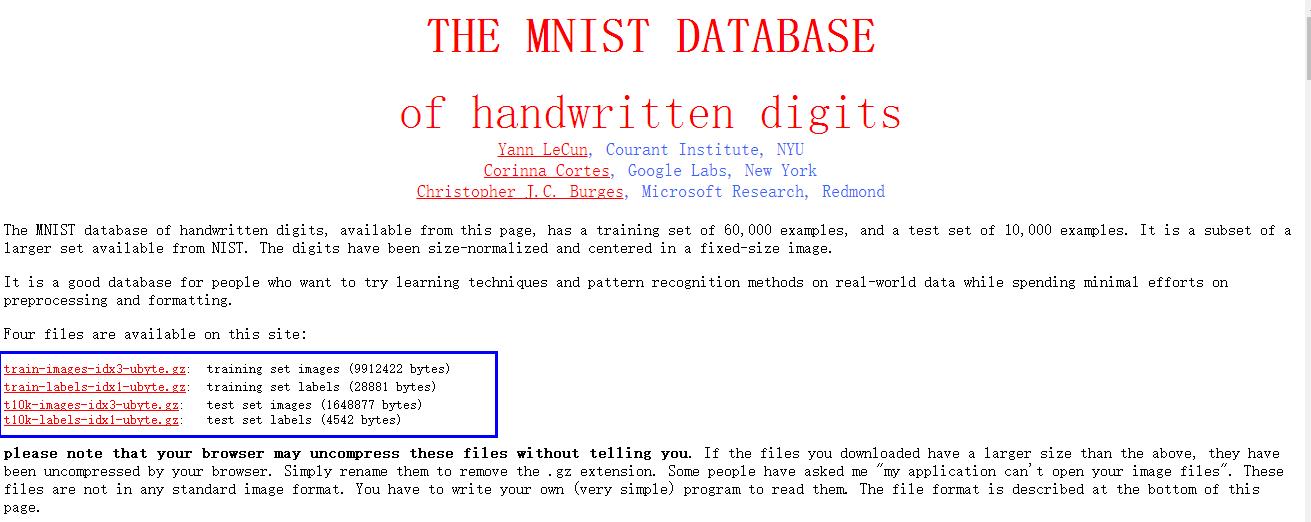 THE MNIST DATABASE
of handwritten digits
Yann LeCun, Courant Institute, NYU
Corinna Cortes, Google Labs, New York
Christopher J.C. Burges, Microsoft Research, Redmond
The MNIST database of handwritten digits, available from this page, has a training set of 60,000 examples, and a test set of 10,000 examples. It is a subset of a
larger set available from NIST. The digits have been size-normalized and centered in a fixed-size image.
It is a good database for people who want to try learning techniques and pattern recognition methods on real-world data while spending minimal efforts on
preprocessing and formatting.
Four files are available on this site:
train-images-idx3-ubyte.gz: training set images (9912422 bytes)
train-labels-idx1-ubyte.gz: training set labels (28881 bytes)
t10k-images-idx3-ubyte.gz: test set images (1648877 bytes)
t10k-labels-idx1-ubyte.gz: test set labels (4542 bytes)
please note that your browser may uncompress these files without telling you. If the files you downloaded have a larger size than the above, they have
been uncompressed by your browser. Simply rename them to remove the .gz extension. Some people have asked me "my application can't open your image files". These
files are not in any standard image format. You have to write your own (very simple) program to read them. The file format is described at the bottom of this
page.